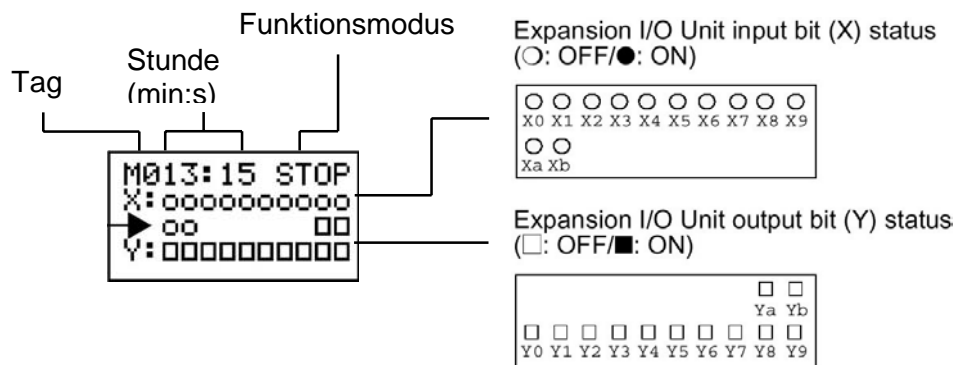 Funktionsmodus
Stunde
(min:s)
Tag
M013:15 STOP
X:oooooooooo
oo □□
Y:□□□□□□□□□□
Expansion I/O Unit input bit (X) status
(○: OFF/●: ON)
X0 X1 X2 X3 X4 X5 X6 X7 X8 X9
Xa Xb
Expansion I/O Unit output bit (Y) status
(□: OFF/■: ON)
Ya Yb
Y0 Y1 Y2 Y3 Y4 Y5 Y6 Y7 Y8 Y9